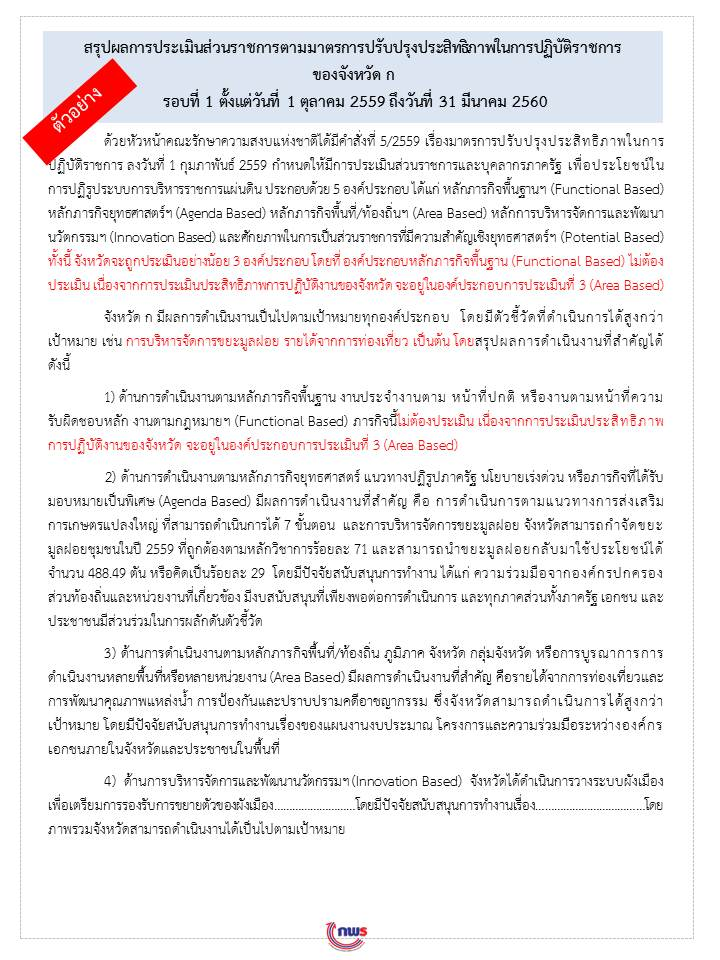 สรุปผลการประเมินส่วนราชการตามมาตรการปรับปรุงประสิทธิภาพในการปฏิบัติราชการ
ของจังหวัด ก
รอบที่ 1 ตั้งแต่วันที่ 1 ตุลาคม 2559 ถึงวันที่ 31 มีนาคม 2560
ตัวอย่าง
ด้วยหัวหน้าคณะรักษาความสงบแห่งชาติได้มีคำสั่งที่ 5/2559 เรื่องมาตรการปรับปรุงประสิทธิภาพในการ
ปฏิบัติราชการ ลงวันที่ 1 กุมภาพันธ์ 2559 กำหนดให้มีการประเมินส่วนราชการและบุคลากรภาครัฐ เพื่อประโยชน์ใน
การปฏิรูประบบการบริหารราชการแผ่นดิน ประกอบด้วย 5 องค์ประกอบ ได้แก่ หลักภารกิจพื้นฐานฯ (Functional Based)
หลักภารกิจยุทธศาสตร์ฯ (Agenda Based) หลักภารกิจพื้นที่/ท้องถิ่นฯ (Area Based) หลักการบริหารจัดการและพัฒนา
นวัตกรรมฯ (Innovation Based) และศักยภาพในการเป็นส่วนราชการที่มีความสำคัญเชิงยุทธศาสตร์ฯ (Potential Based)
ทั้งนี้ จังหวัดจะถูกประเมินอย่างน้อย 3 องค์ประกอบ โดยที่ องค์ประกอบหลักภารกิจพื้นฐาน (Functional Based) ไม่ต้อง
ประเมิน เนื่องจากการประเมินประสิทธิภาพการปฏิบัติงานของจังหวัด จะอยู่ในองค์ประกอบการประเมินที่ 3 (Area Based)
จังหวัด ก มีผลการดำเนินงานเป็นไปตามเป้าหมายทุกองค์ประกอบ โดยมีตัวชี้วัดที่ดำเนินการได้สูงกว่า
เป้าหมาย เช่น การบริหารจัดการขยะมูลฝอย รายได้จากการท่องเที่ยว เป็นต้น โดยสรุปผลการดำเนินงานที่สำคัญได้
ดังนี้
1) ด้านการดำเนินงานตามหลักภารกิจพื้นฐาน งานประจำงานตาม หน้าที่ปกติ หรืองานตามหน้าที่ความ
รับผิดชอบหลัก งานตามกฎหมายฯ (Functional Based) ภารกิจนี้ไม่ต้องประเมิน เนื่องจากการประเมินประสิทธิภาพ
การปฏิบัติงานของจังหวัด จะอยู่ในองค์ประกอบการประเมินที่ 3 (Area Based)
2) ด้านการดำเนินงานตามหลักภารกิจยุทธศาสตร์ แนวทางปฏิรูปภาครัฐ นโยบายเร่งด่วน หรือภารกิจที่ได้รับ
มอบหมายเป็นพิเศษ (Agenda Based) มีผลการดำเนินงานที่สำคัญ คือ การดำเนินการตามแนวทางการส่งเสริม
การเกษตรแปลงใหญ่ ที่สามารถดำเนินการได้ 7 ขั้นตอน และการบริหารจัดการขยะมูลฝอย จังหวัดสามารถกำจัดขยะ
มูลฝอยชุมชนในปี 2559 ที่ถูกต้องตามหลักวิชาการร้อยละ 71 และสามารถนำขยะมูลฝอยกลับมาใช้ประโยชน์ได้
จำนวน 488.49 ตัน หรือคิดเป็นร้อยละ 29 โดยมีปัจจัยสนับสนุนการทำงาน ได้แก่ ความร่วมมือจากองค์กรปกครอง
ส่วนท้องถิ่นและหน่วยงานที่เกี่ยวข้อง มีงบสนับสนุนที่เพียงพอต่อการดำเนินการ และทุกภาคส่วนทั้งภาครัฐ เอกชน และ
ประชาชนมีส่วนร่วมในการผลักดันตัวชี้วัด
3) ด้านการดำเนินงานตามหลักภารกิจพื้นที่/ท้องถิ่น ภูมิภาค จังหวัด กลุ่มจังหวัด หรือการบูรณาการการ
ดำเนินงานหลายพื้นที่หรือหลายหน่วยงาน (Area Based) มีผลการดำเนินงานที่สำคัญ คือรายได้จากการท่องเที่ยวและ
การพัฒนาคุณภาพแหล่งน้ำ การป้องกันและปราบปรามคดีอาชญากรรม ซึ่งจังหวัดสามารถดำเนินการได้สูงกว่า
เป้าหมาย โดยมีปัจจัยสนับสนุนการทำงานเรื่องของแผนงานงบประมาณ โครงการและความร่วมมือระหว่างองค์กร
เอกชนภายในจังหวัดและประชาชนในพื้นที่
4) ด้านการบริหารจัดการและพัฒนานวัตกรรมฯ (Innovation Based) จังหวัดได้ดำเนินการวางระบบผังเมือง
เพื่อเตรียมการรองรับการขยายตัวของผังเมือง...........................โดยมีปัจจัยสนับสนุนการทำงานเรื่อง....................................โดย
ภาพรวมจังหวัดสามารถดำเนินงานได้เป็นไปตามเป้าหมาย
กพร